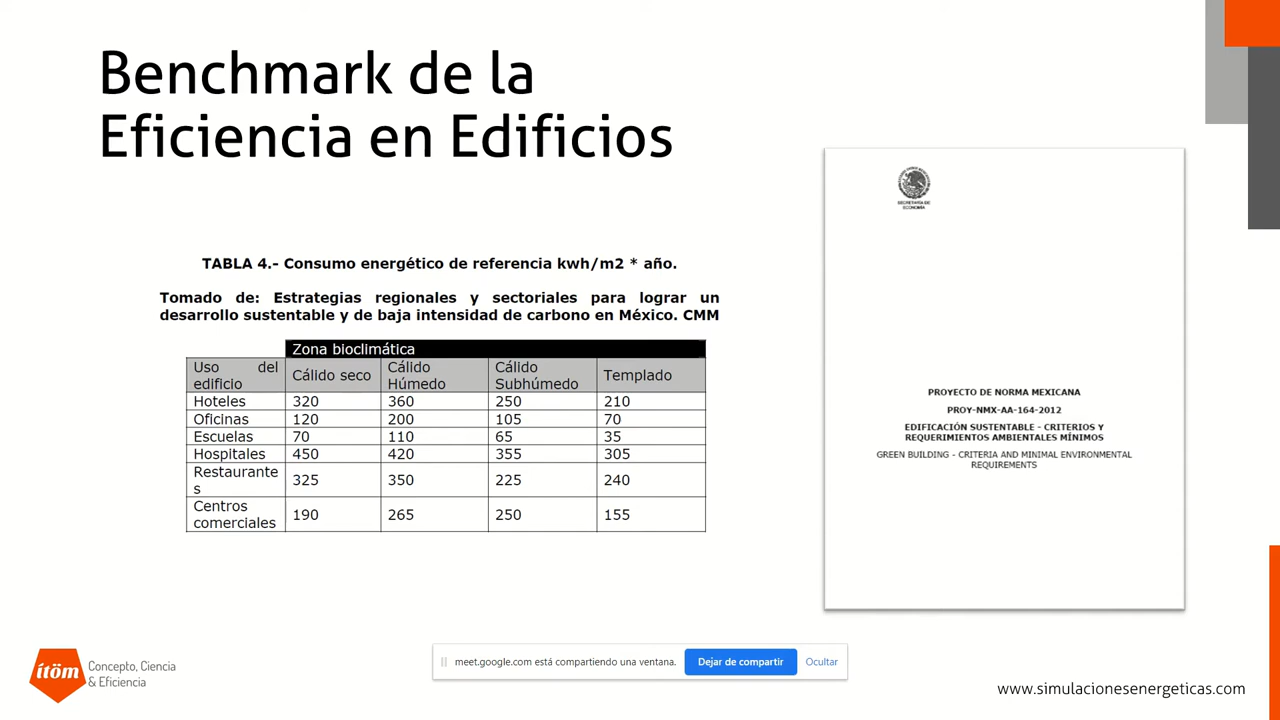 Benchmark de la
Eficiencia en Edificios
TABLA 4.- Consumo energético de referencia kwh/m2 * año.
Tomado de: Estrategias regionales y sectoriales para lograr un
desarrollo sustentable y de baja intensidad de carbono en México. CMM
Zona bioclimática
Uso del edificio Cálido seco Cálido Húmedo Cálido Subhúmedo Templado
Hoteles 320 360 250 210
Oficinas 120 200 105 70
Escuelas 70 110 65 35
Hospitales 450 420 355 305
Restaurante
s 325 350 225 240
Centros
comerciales 190 265 250 155
SECRETARÍA DE
ECONOMÍA
PROYECTO DE NORMA MEXICANA
PROY-NMX-AA-164-2012
EDIFICACIÓN SUSTENTABLE - CRITERIOS Y
REQUERIMIENTOS AMBIENTALES MÍNIMOS
GREEN BUILDING - CRITERIA AND MINIMAL ENVIRONMENTAL
REQUIREMENTS
ítöm
Concepto, Ciencia
& Eficiencia
meet.google.com está compartiendo una ventana. Dejar de compartir Ocultar
www.simulacionesenergeticas.com